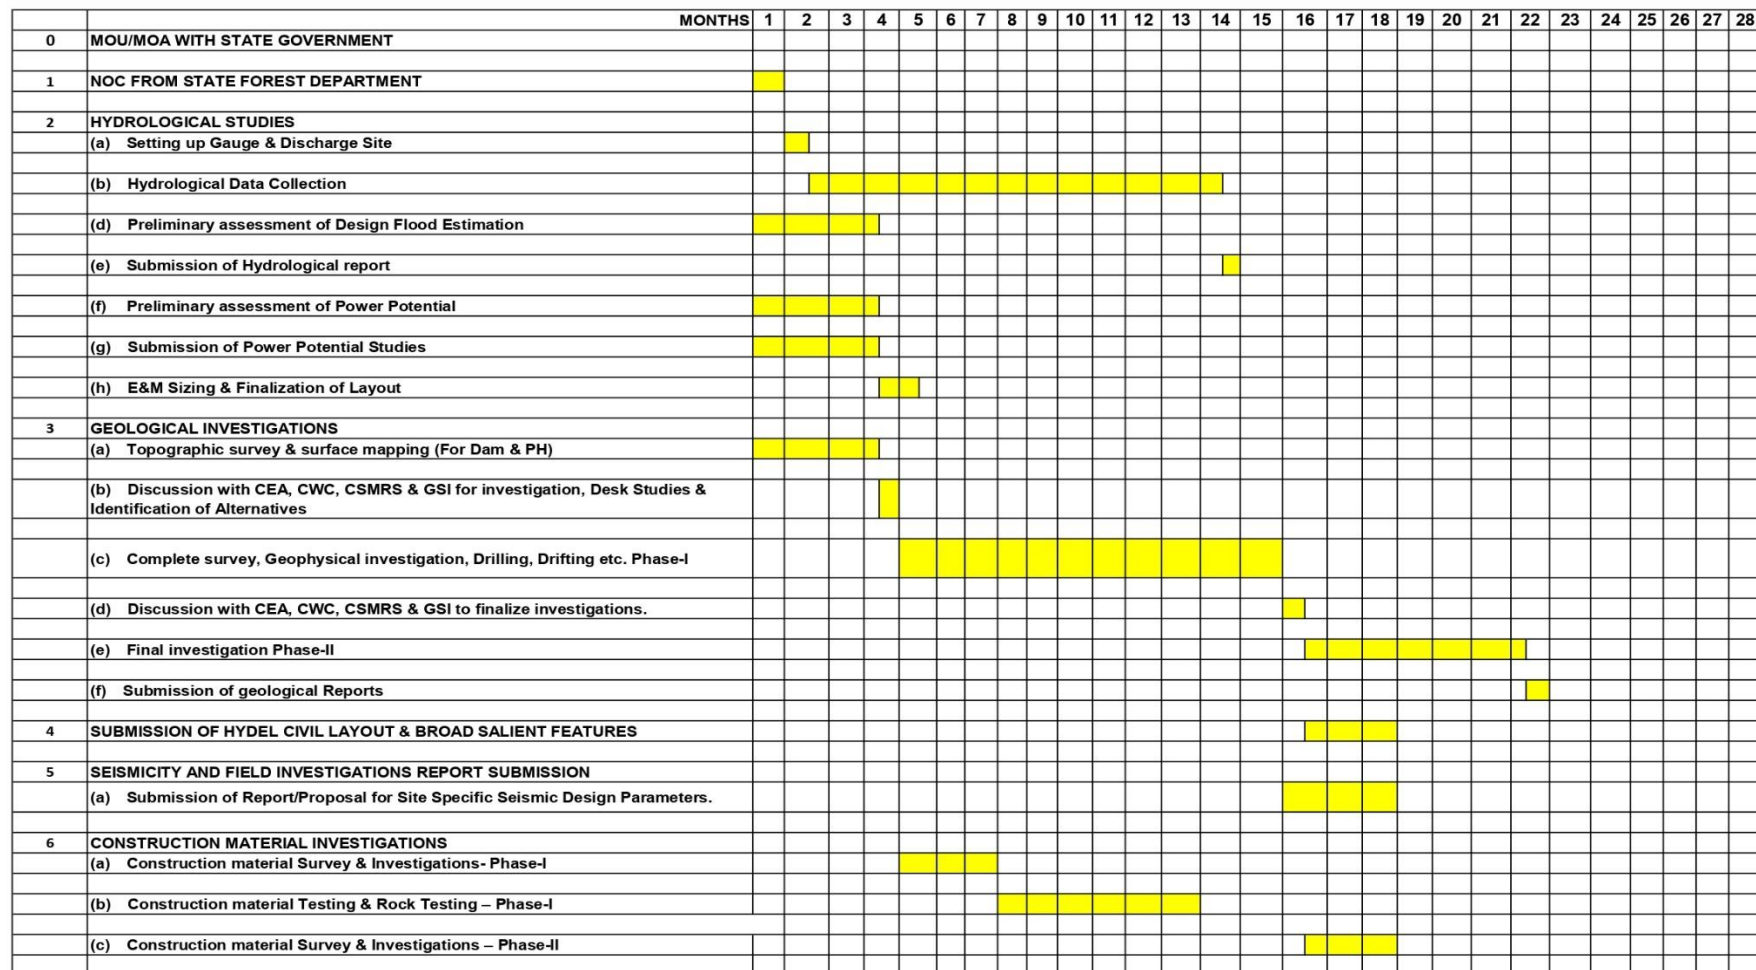 MONTHS 1 2 3 4 5 6 7 8 9 10 11 12 13 14 15 16 17 18 19 20 21 22 23 24 25 26 27 28
0 MOU/MOA WITH STATE GOVERNMENT
1 NOC FROM STATE FOREST DEPARTMENT
2 HYDROLOGICAL STUDIES
(a) Setting up Gauge & Discharge Site
(b) Hydrological Data Collection
(d) Preliminary assessment of Design Flood Estimation
(e) Submission of Hydrological report
(f) Preliminary assessment of Power Potential
(g) Submission of Power Potential Studies
(h) E&M Sizing & Finalization of Layout
3 GEOLOGICAL INVESTIGATIONS
(a) Topographic survey & surface mapping (For Dam & PH)
(b) Discussion with CEA, CWC, CSMRS & GSI for investigation, Desk Studies &
Identification of Alternatives
(c) Complete survey, Geophysical investigation, Drilling, Drifting etc. Phase-I
(d) Discussion with CEA, CWC, CSMRS & GSI to finalize investigations.
(e) Final investigation Phase-II
(f) Submission of geological Reports
4 SUBMISSION OF HYDEL CIVIL LAYOUT & BROAD SALIENT FEATURES
5 SEISMICITY AND FIELD INVESTIGATIONS REPORT SUBMISSION
(a) Submission of Report/Proposal for Site Specific Seismic Design Parameters.
6 CONSTRUCTION MATERIAL INVESTIGATIONS
(a) Construction material Survey & Investigations- Phase-I
(b) Construction material Testing & Rock Testing – Phase-I
(c) Construction material Survey & Investigations – Phase-II